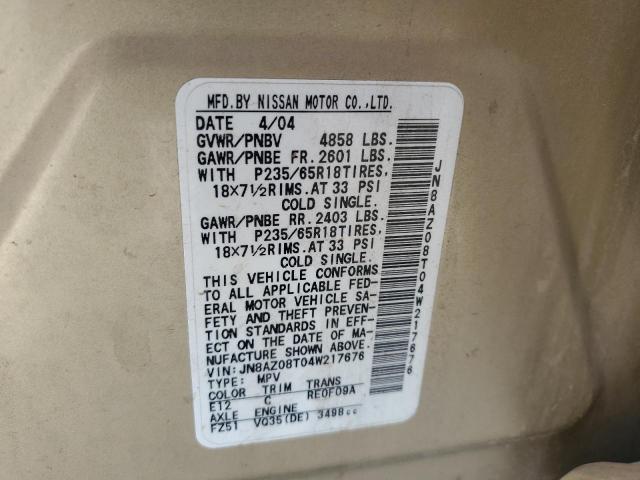 MFD.BY NISSAN MOTOR CO.,LTD.
DATE 4/04
GVWR/PNBV 4858 LBS.
GAWR/PNBE FR. 2601 LBS.
WITH P235/65R18TIRES,
18×7½RIMS.AT 33 PSI
COLD SINGLE.
GAWR/PNBE RR. 2403 LBS.
WITH P235/65R18TIRES,
18×7½RIMS.AT 33 PSI
COLD SINGLE.
THIS VEHICLE CONFORMS
TO ALL APPLICABLE FED-
ERAL MOTOR VEHICLE SA-
FETY AND THEFT PREVEN-
TION STANDARDS IN EFF-
ECT ON THE DATE OF MA-
NUFACTURE SHOWN ABOVE.
VIN: JN8AZ08T04W217676
TYPE: MPV
COLOR TRIM TRANS
E12 C RE0F09A
AXLE ENGINE
FZ51 VQ35(DE) 3498cc
JN8AZ08T04W217676